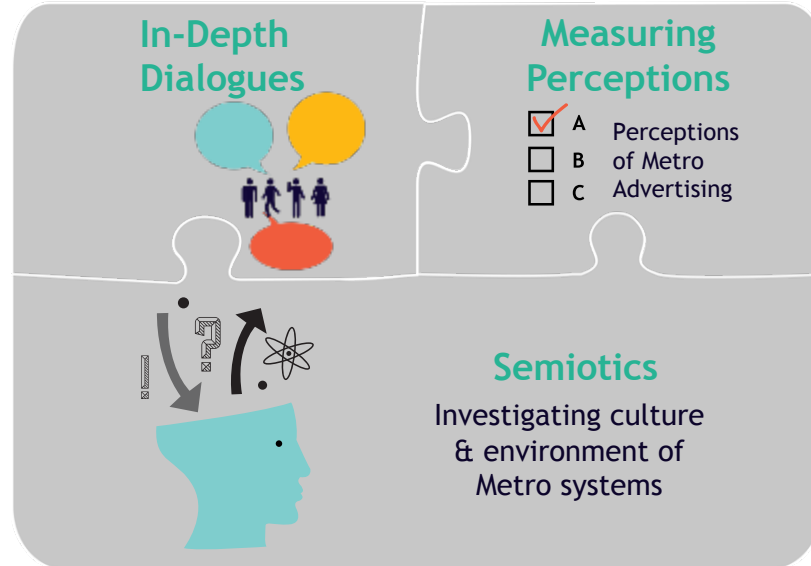 In-Depth
Dialogues
Measuring
Perceptions
A
B
C
Perceptions
of Metro
Advertising
! ?
Semiotics
Investigating culture
& environment of
Metro systems